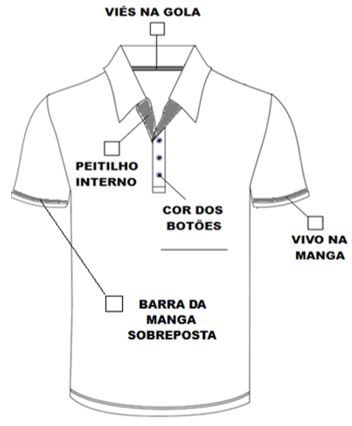 VIÉS NA GOLA
PEITILHO
INTERNO
COR DOS
BOTÕES
VIVO NA
MANGA
BARRA DA
MANGA
SOBREPOSTA